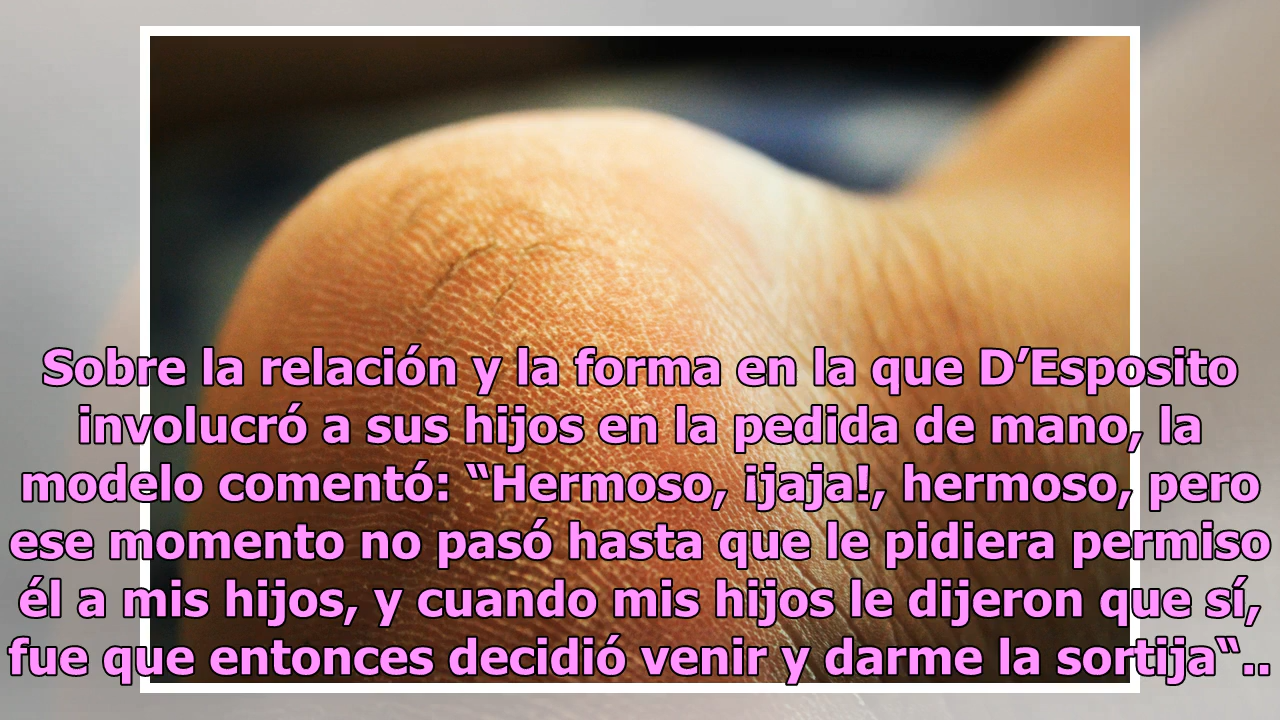 Sobre la relación y la forma en la que D’Esposito
involucró a sus hijos en la pedida de mano, la
modelo comentó: “Hermoso, ¡jaja!, hermoso, pero
ese momento no pasó hasta que le pidiera permiso
él a mis hijos, y cuando mis hijos le dijeron que sí,
fue que entonces decidió venir y darme la sortija“..